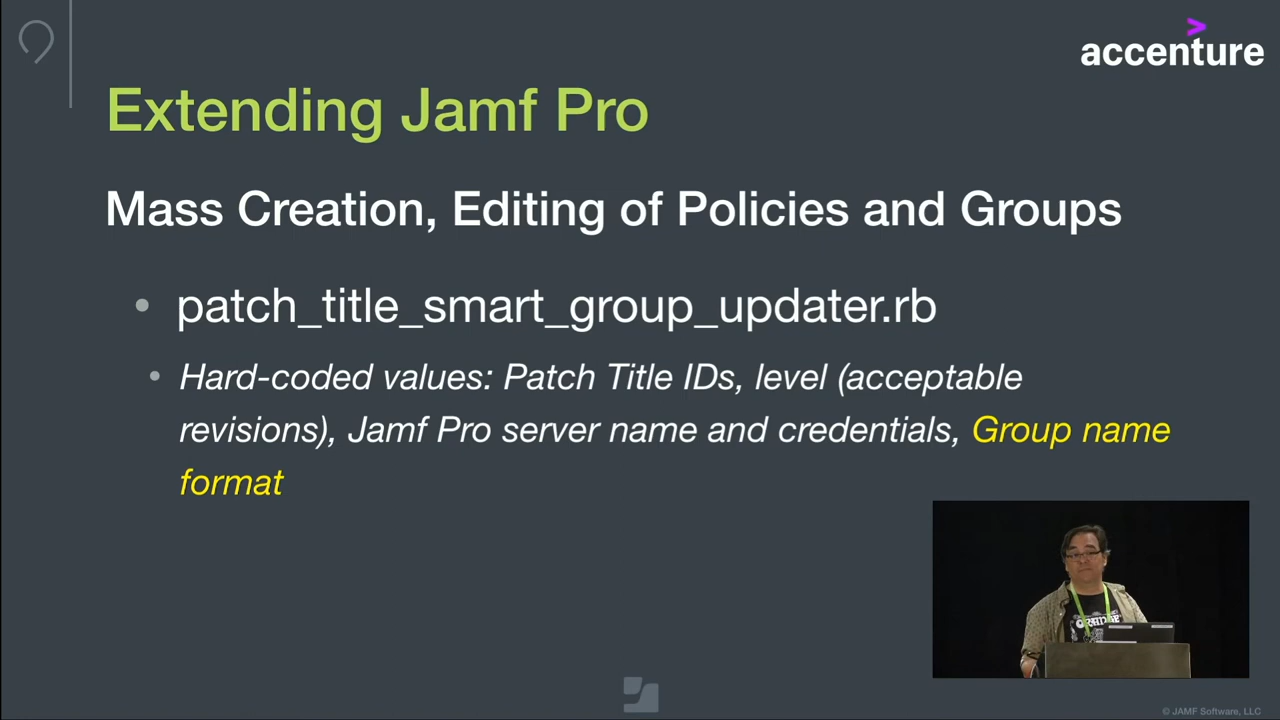 accenture
Extending Jamf Pro
Mass Creation, Editing of Policies and Groups
• patch_title_smart_group_updater.rb
• Hard-coded values: Patch Title IDs, level (acceptable
revisions), Jamf Pro server name and credentials, Group name
format
© JAMF Software, LLC